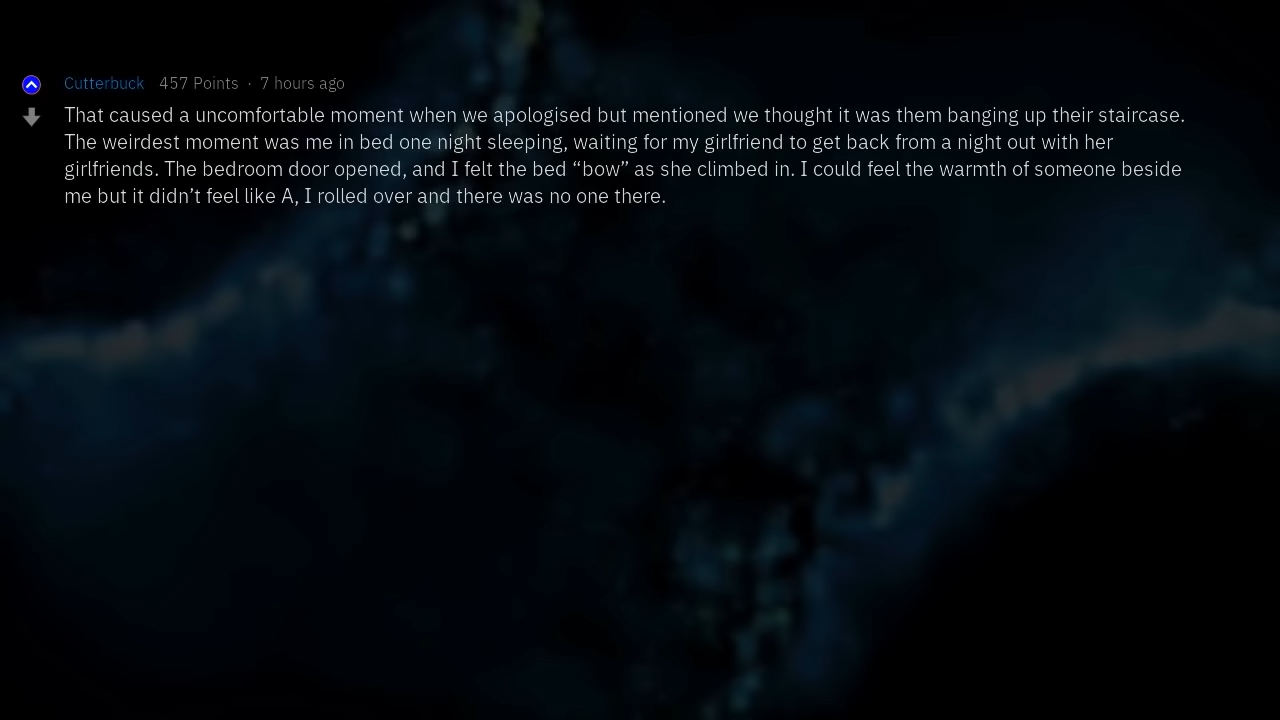 Cutterbuck 457 Points · 7 hours ago
That caused a uncomfortable moment when we apologised but mentioned we thought it was them banging up their staircase.
The weirdest moment was me in bed one night sleeping, waiting for my girlfriend to get back from a night out with her
girlfriends. The bedroom door opened, and I felt the bed “bow” as she climbed in. I could feel the warmth of someone beside
me but it didn’t feel like A, I rolled over and there was no one there.